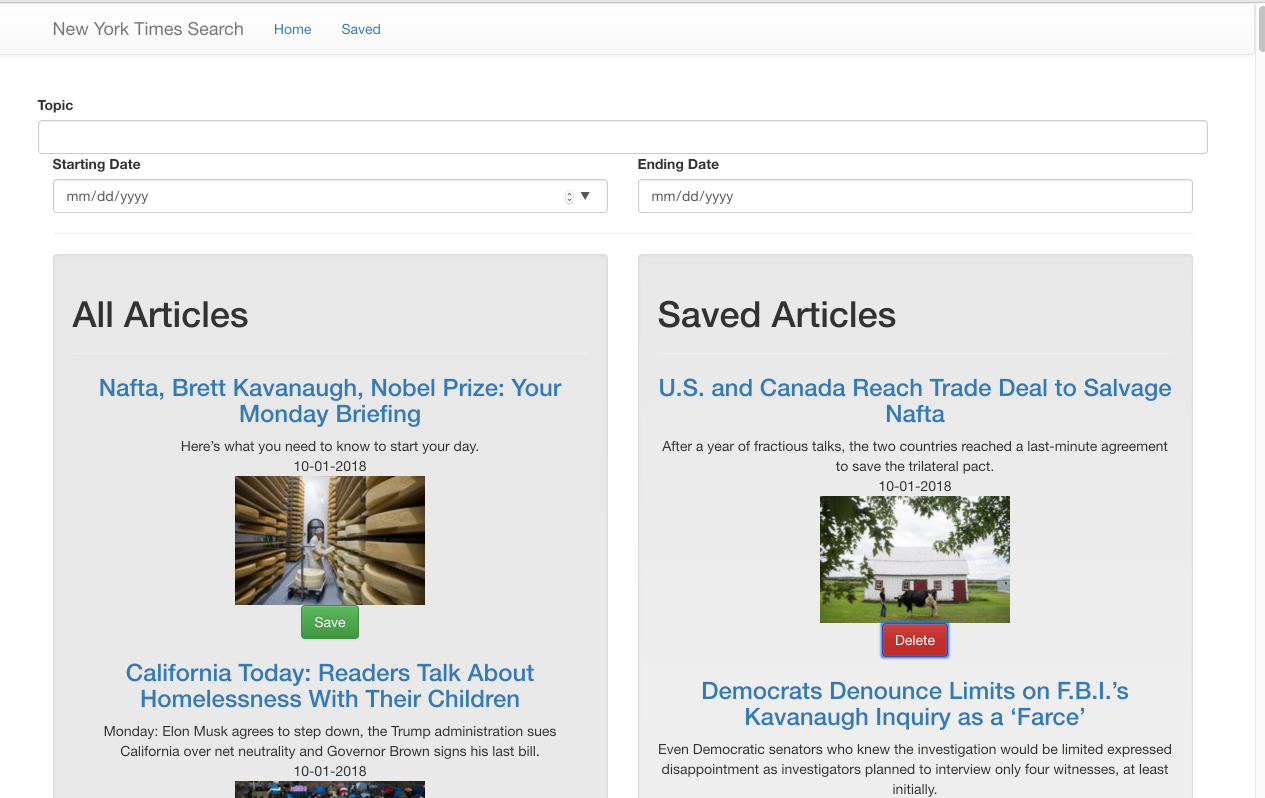 New York Times Search Home Saved
Topic
Starting Date Ending Date
mm/dd/yyyy mm/dd/yyyy
All Articles
Nafta, Brett Kavanaugh, Nobel Prize: Your
Monday Briefing
Here’s what you need to know to start your day.
10-01-2018
Save
California Today: Readers Talk About
Homelessness With Their Children
Monday: Elon Musk agrees to step down, the Trump administration sues
California over net neutrality and Governor Brown signs his last bill.
10-01-2018
Saved Articles
U.S. and Canada Reach Trade Deal to Salvage
Nafta
After a year of fractious talks, the two countries reached a last-minute agreement
to save the trilateral pact.
10-01-2018
Delete
Democrats Denounce Limits on F.B.I.’s
Kavanaugh Inquiry as a ‘Farce’
Even Democratic senators who knew the investigation would be limited expressed
disappointment as investigators planned to interview only four witnesses, at least
initially.